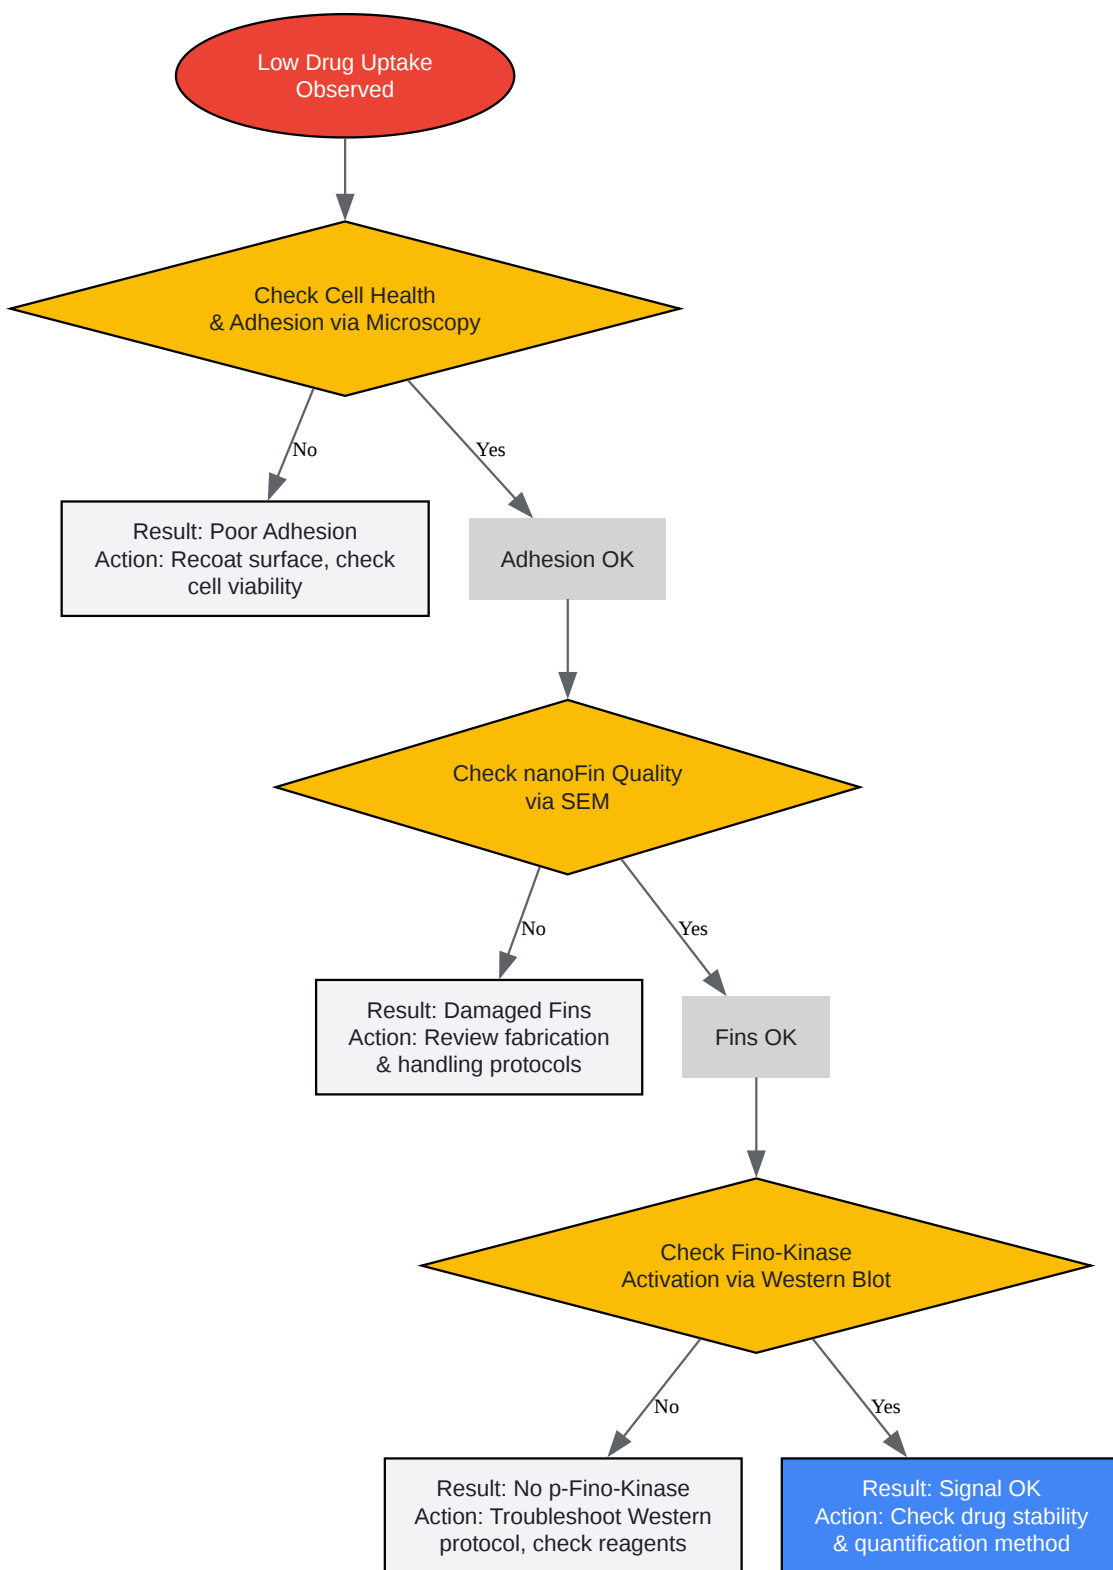 Low Drug Uptake
Observed
Check Cell Health
& Adhesion via Microscopy
No
Yes
Result: Poor Adhesion
Action: Recoat surface, check
cell viability
Adhesion OK
Check nanoFin Quality
via SEM
No
Yes
Result: Damaged Fins
Action: Review fabrication
& handling protocols
Fins OK
Check Fino-Kinase
Activation via Western Blot
No
Yes
Result: No p-Fino-Kinase
Action: Troubleshoot Western
protocol, check reagents
Result: Signal OK
Action: Check drug stability
& quantification method